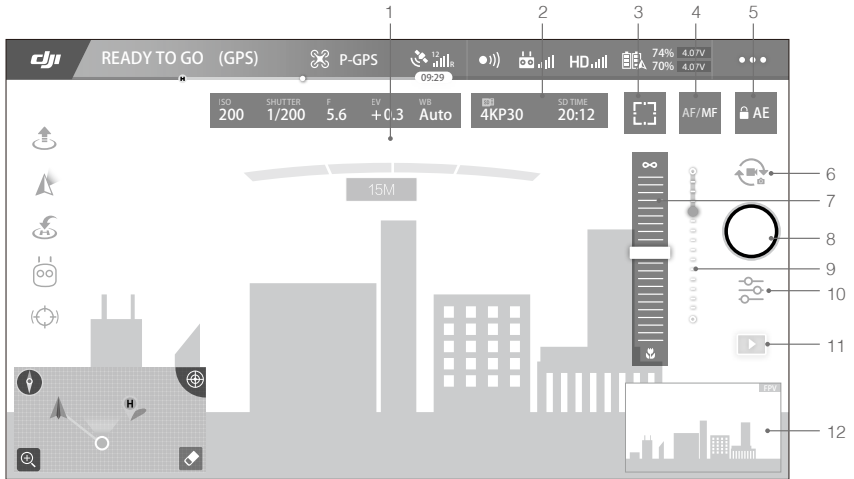 1 2 3 4 5
dji READY TO GO (GPS) P-GPS 12 R HD 74% 4.07V
70% 4.07V
H 09:29
ISO SHUTTER F EV WB SD TIME
200 1/200 5.6 +0.3 Auto 4KP30 20:12 AF/MF AE
∞
15M
6
7
8
H
9
10
11
H
FPV
12